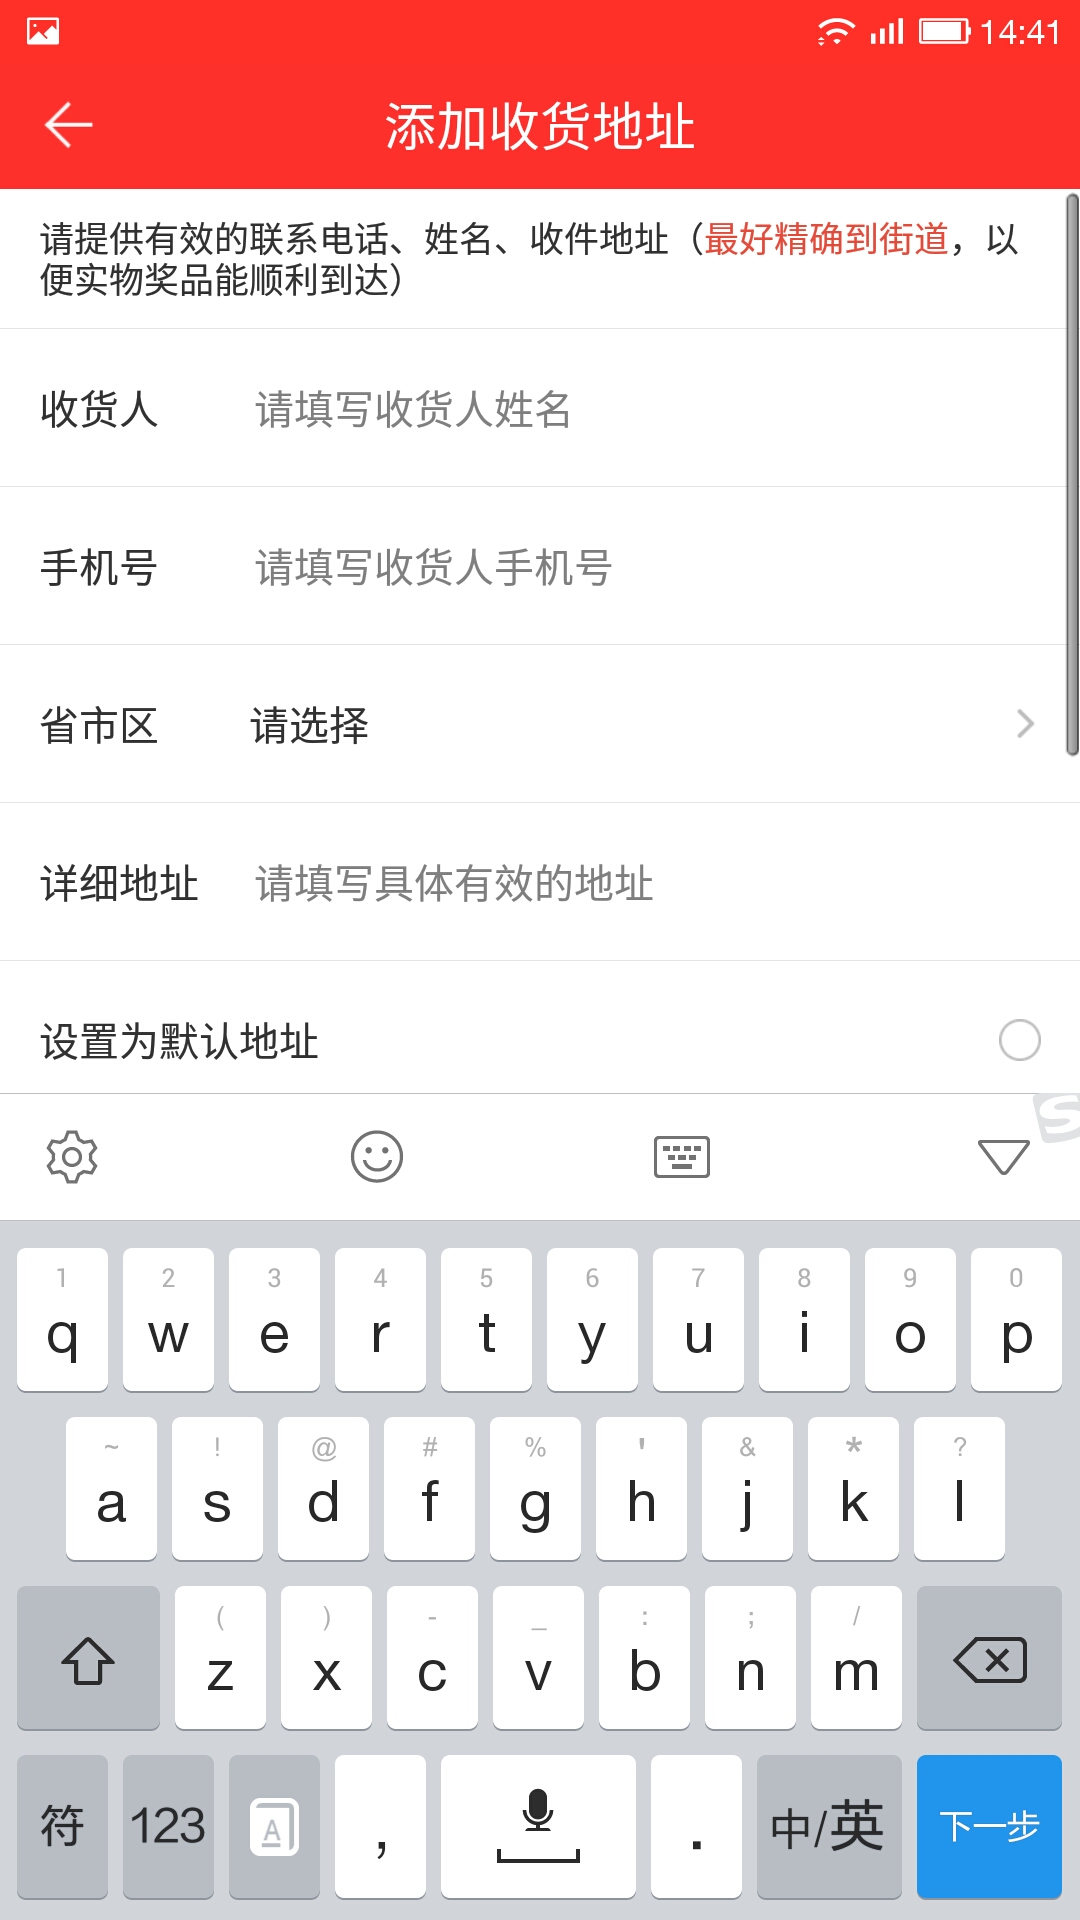 14:41
添加收货地址
请提供有效的联系电话、姓名、收件地址（最好精确到街道，以
便实物奖品能顺利到达）
收货人 请填写收货人姓名
手机号 请填写收货人手机号
省市区 请选择
详细地址 请填写具体有效的地址
设置为默认地址
S
1 2 3 4 5 6 7 8 9 0
q w e r t y u i o p
~ ! @ # % ' & * ?
a s d f g h j k l
( ) - _ : ; /
z x c v b n m
符 123 A , . 中/英 下一步